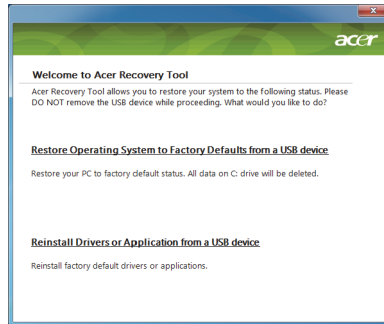 acer
Welcome to Acer Recovery Tool
Acer Recovery Tool allows you to restore your system to the following status. Please
DO NOT remove the USB device while proceeding. What would you like to do?
Restore Operating System to Factory Defaults from a USB device
Restore your PC to factory default status. All data on C: drive will be deleted.
Reinstall Drivers or Application from a USB device
Reinstall factory default drivers or applications.